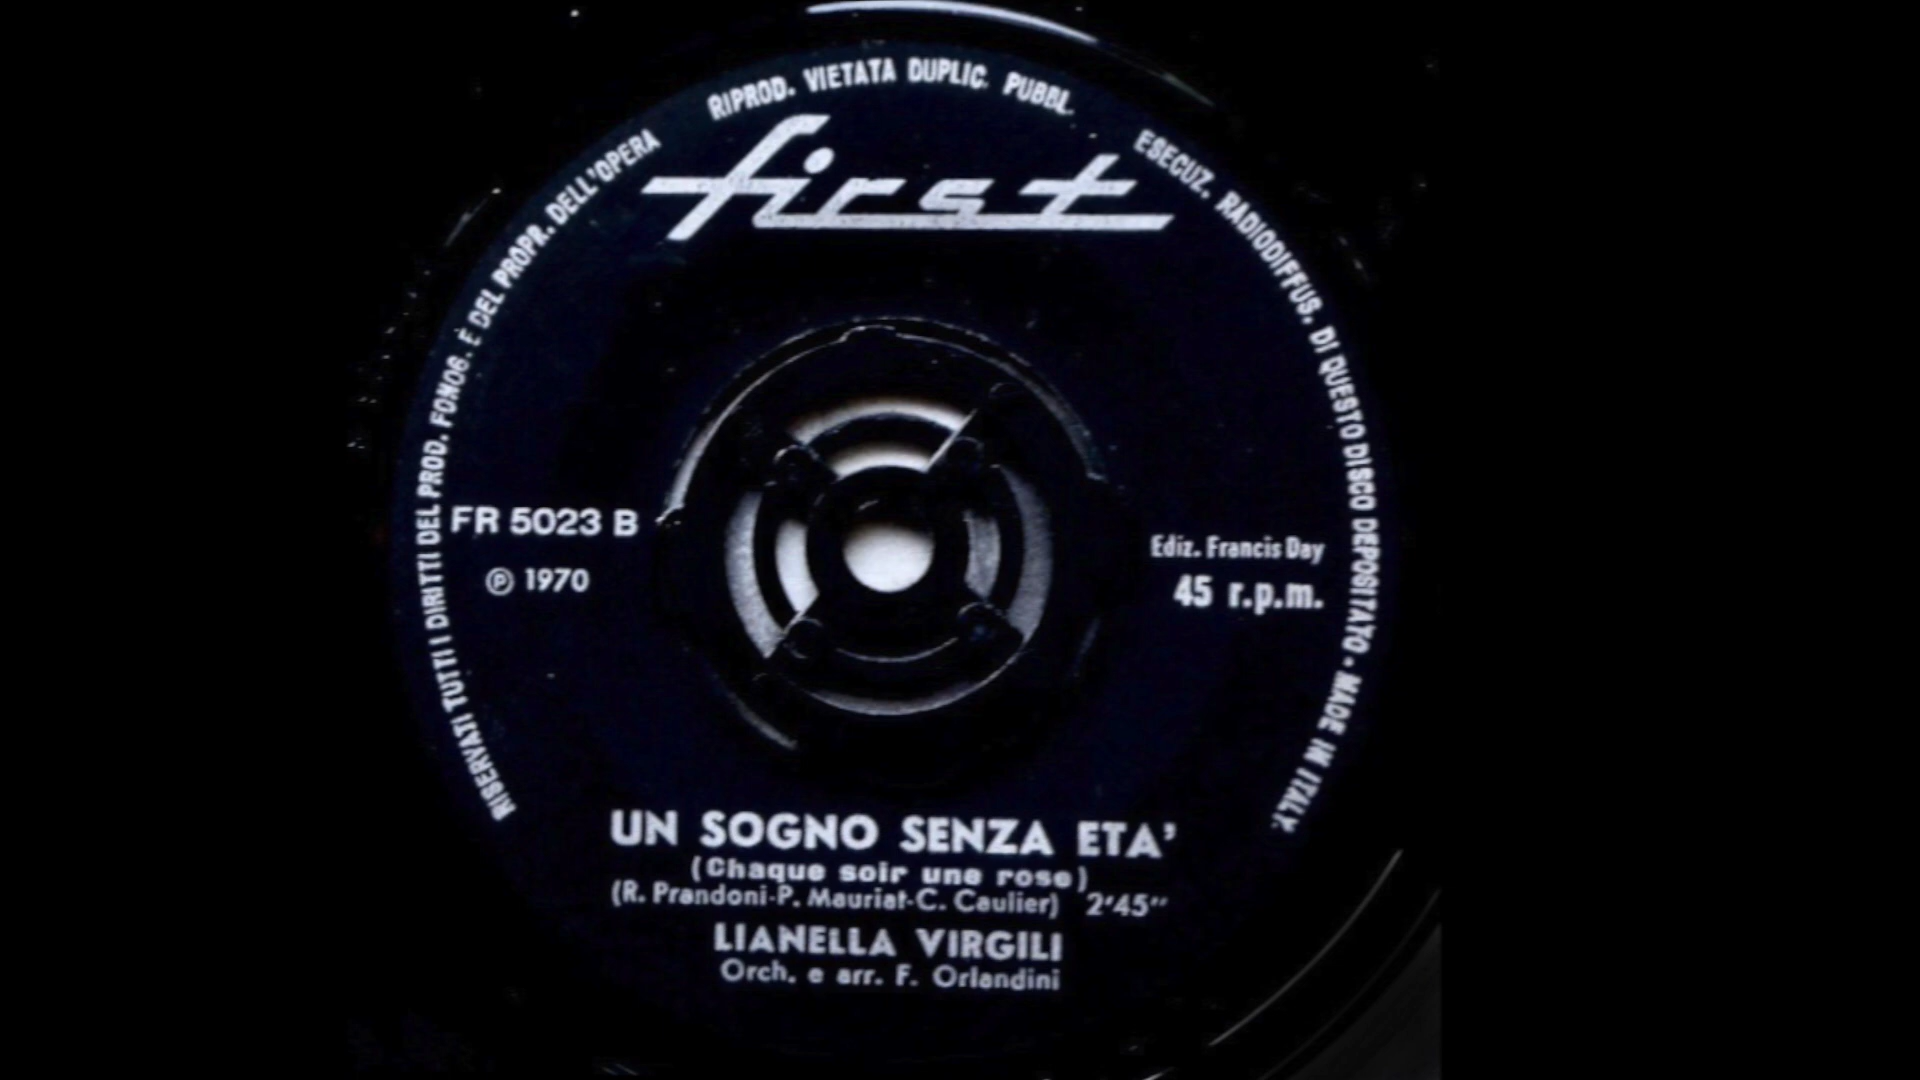 RISERVATI TUTTI I DIRITTI DEL PROD. FONOG. E DEL PROPR. DELL'OPERA RIPROD. VIETATA DUPLIC. PUBBL. ESECUZ. RADIODIFFUS. DI QUESTO DISCO DEPOSITATO • MADE IN ITALY.
first
FR 5023 B
℗ 1970
Ediz. Francis Day
45 r.p.m.
UN SOGNO SENZA ETA'
(Chaque soir une rose)
(R. Prandoni-P. Mauriat-C. Caulier) 2'45"
LIANELLA VIRGILI
Orch. e arr. F. Orlandini